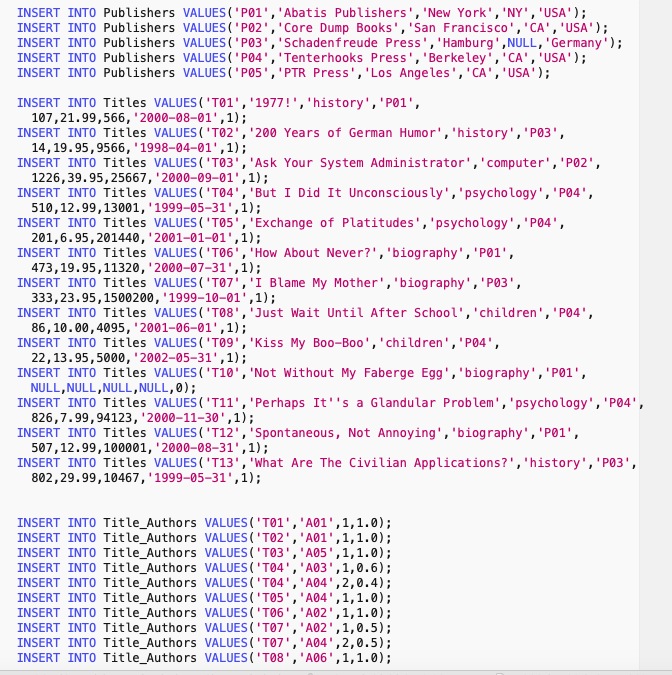 INSERT INTO Publishers VALUES('P01','Abatis Publishers','New York','NY','USA');
INSERT INTO Publishers VALUES('P02','Core Dump Books','San Francisco','CA','USA');
INSERT INTO Publishers VALUES('P03','Schadenfreude Press','Hamburg',NULL,'Germany');
INSERT INTO Publishers VALUES('P04','Tenterhooks Press','Berkeley','CA','USA');
INSERT INTO Publishers VALUES('P05','PTR Press','Los Angeles','CA','USA');
INSERT INTO Titles VALUES('T01','1977!','history','P01',
107,21.99,566,'2000-08-01',1);
INSERT INTO Titles VALUES('T02','200 Years of German Humor','history','P03',
14,19.95,9566,'1998-04-01',1);
INSERT INTO Titles VALUES('T03','Ask Your System Administrator','computer','P02',
1226,39.95,25667,'2000-09-01',1);
INSERT INTO Titles VALUES('T04','But I Did It Unconsciously','psychology','P04',
510,12.99,13001,'1999-05-31',1);
INSERT INTO Titles VALUES('T05','Exchange of Platitudes','psychology','P04',
201,6.95,201440,'2001-01-01',1);
INSERT INTO Titles VALUES('T06','How About Never?','biography','P01',
473,19.95,11320,'2000-07-31',1);
INSERT INTO Titles VALUES('T07','I Blame My Mother','biography','P03',
333,23.95,1500200,'1999-10-01',1);
INSERT INTO Titles VALUES('T08','Just Wait Until After School','children','P04',
86,10.00,4095,'2001-06-01',1);
INSERT INTO Titles VALUES('T09','Kiss My Boo-Boo','children','P04',
22,13.95,5000,'2002-05-31',1);
INSERT INTO Titles VALUES('T10','Not Without My Faberge Egg','biography','P01',
NULL,NULL,NULL,NULL,0);
INSERT INTO Titles VALUES('T11','Perhaps It''s a Glandular Problem','psychology','P04',
826,7.99,94123,'2000-11-30',1);
INSERT INTO Titles VALUES('T12','Spontaneous, Not Annoying','biography','P01',
507,12.99,100001,'2000-08-31',1);
INSERT INTO Titles VALUES('T13','What Are The Civilian Applications?','history','P03',
802,29.99,10467,'1999-05-31',1);
INSERT INTO Title_Authors VALUES('T01','A01',1,1.0);
INSERT INTO Title_Authors VALUES('T02','A01',1,1.0);
INSERT INTO Title_Authors VALUES('T03','A05',1,1.0);
INSERT INTO Title_Authors VALUES('T04','A03',1,0.6);
INSERT INTO Title_Authors VALUES('T04','A04',2,0.4);
INSERT INTO Title_Authors VALUES('T05','A04',1,1.0);
INSERT INTO Title_Authors VALUES('T06','A02',1,1.0);
INSERT INTO Title_Authors VALUES('T07','A02',1,0.5);
INSERT INTO Title_Authors VALUES('T07','A04',2,0.5);
INSERT INTO Title_Authors VALUES('T08','A06',1,1.0);